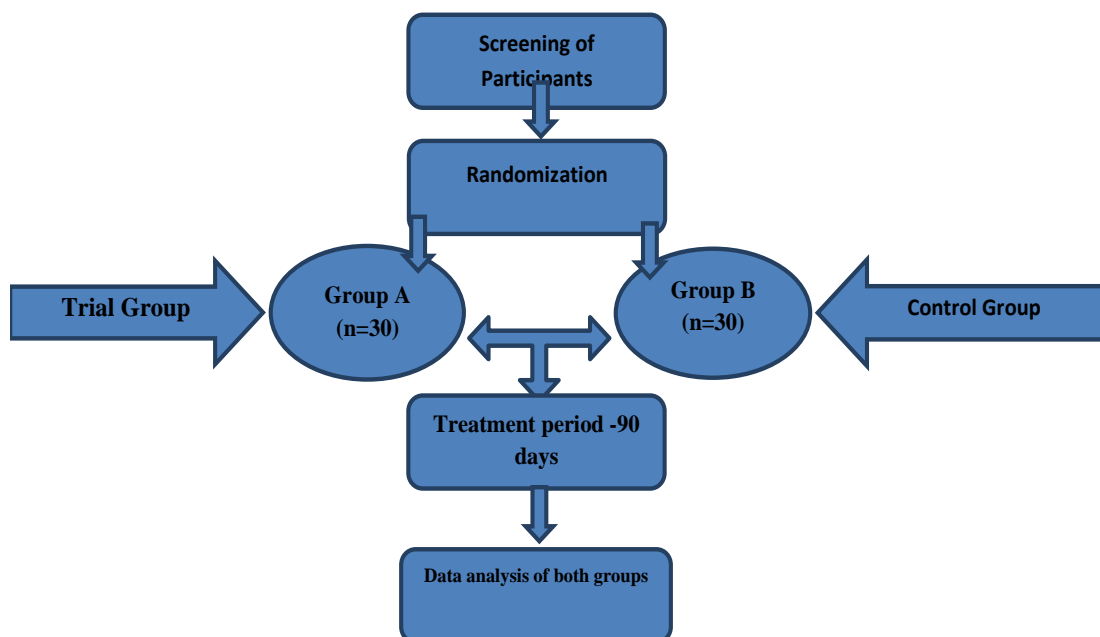 Screening of
Participants
Randomization
Trial Group
Group A
(n=30)
Group B
(n=30)
Control Group
Treatment period -90
days
Data analysis of both groups